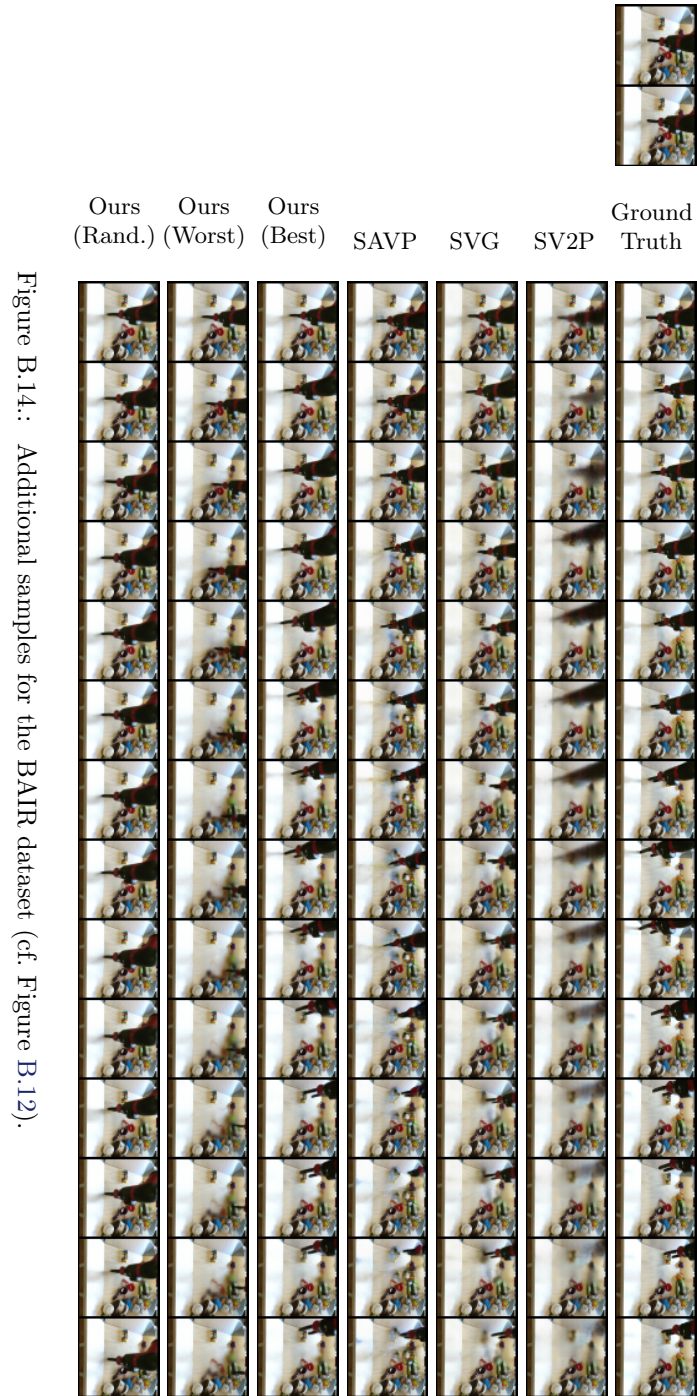 Ground
Truth
SV2P
SVG
SAVP
Ours
(Best)
Ours
(Worst)
Ours
(Rand.)
Figure B.14.: Additional samples for the BAIR dataset (cf. Figure B.12).